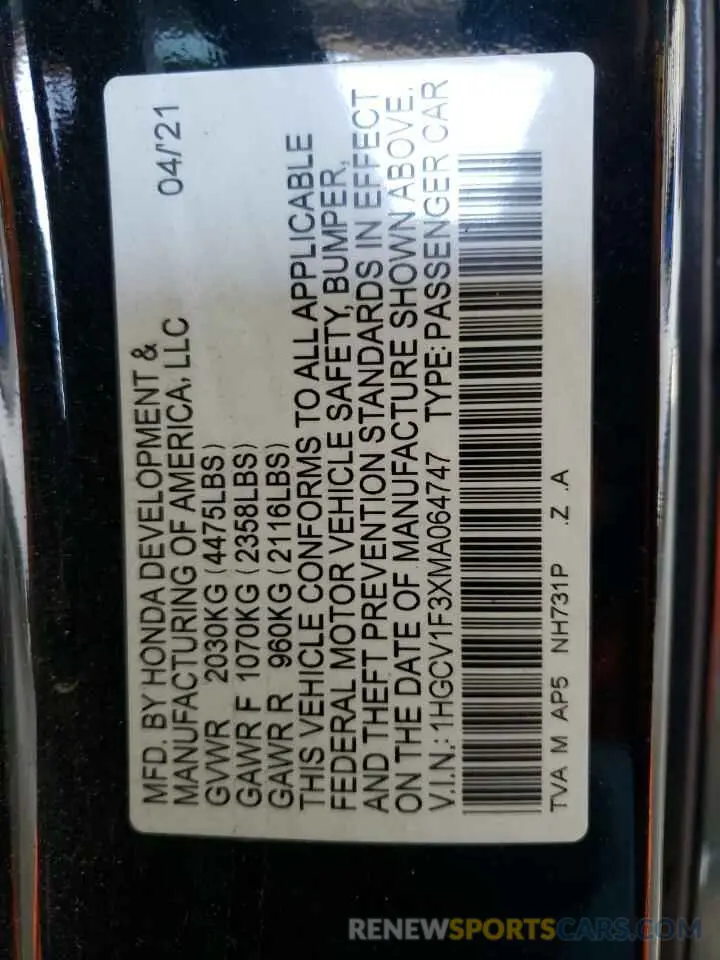 MFD. BY HONDA DEVELOPMENT & 04/'21
MANUFACTURING OF AMERICA, LLC
GVWR 2030KG (4475LBS)
GAWR F 1070KG (2358LBS)
GAWR R 960KG (2116LBS)
THIS VEHICLE CONFORMS TO ALL APPLICABLE
FEDERAL MOTOR VEHICLE SAFETY, BUMPER,
AND THEFT PREVENTION STANDARDS IN EFFECT
ON THE DATE OF MANUFACTURE SHOWN ABOVE.
V.I.N.: 1HGCV1F3XMA064747 TYPE: PASSENGER CAR
TVA M AP5 NH731P .Z .A
RENEWSPORTSCARS.COM